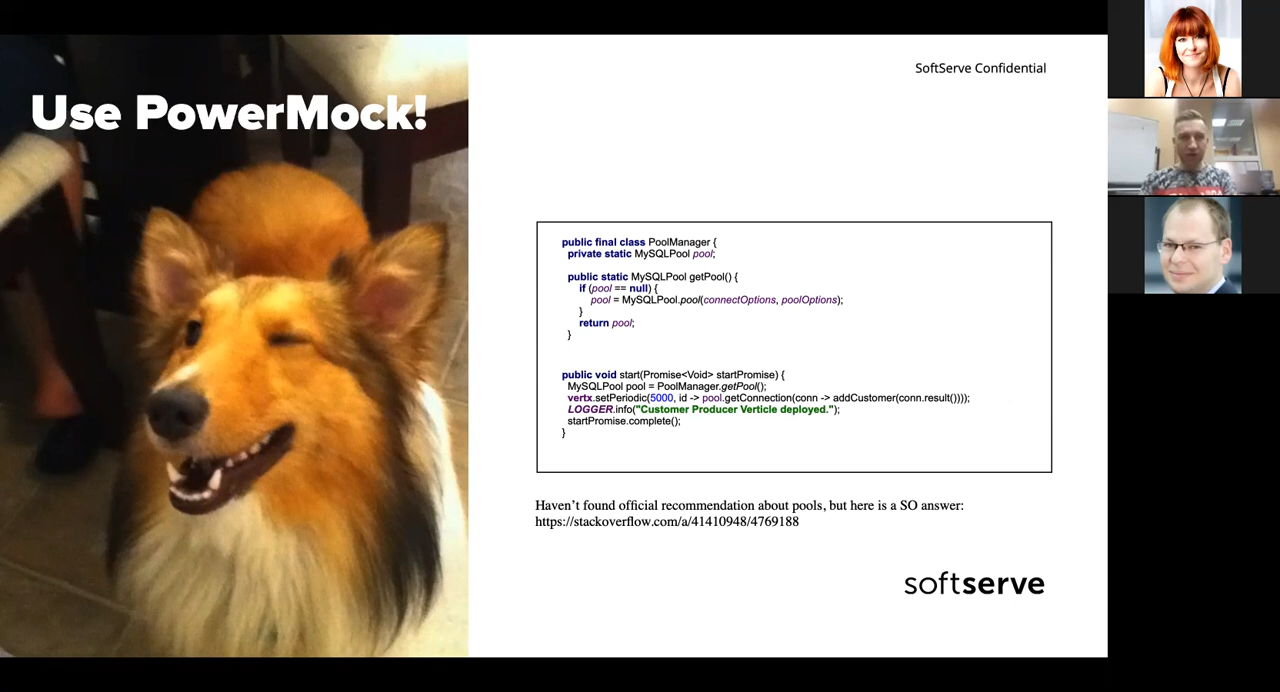 Use PowerMock!
SoftServe Confidential
public final class PoolManager {
private static MySQLPool pool;
public static MySQLPool getPool() {
if (pool == null) {
pool = MySQLPool.pool(connectOptions, poolOptions);
}
return pool;
}
public void start(Promise<Void> startPromise) {
MySQLPool pool = PoolManager.getPool();
vertx.setPeriodic(5000, id -> pool.getConnection(conn -> addCustomer(conn.result())));
LOGGER.info("Customer Producer Verticle deployed.");
startPromise.complete();
}
Haven’t found official recommendation about pools, but here is a SO answer:
https://stackoverflow.com/a/41410948/4769188
softserve